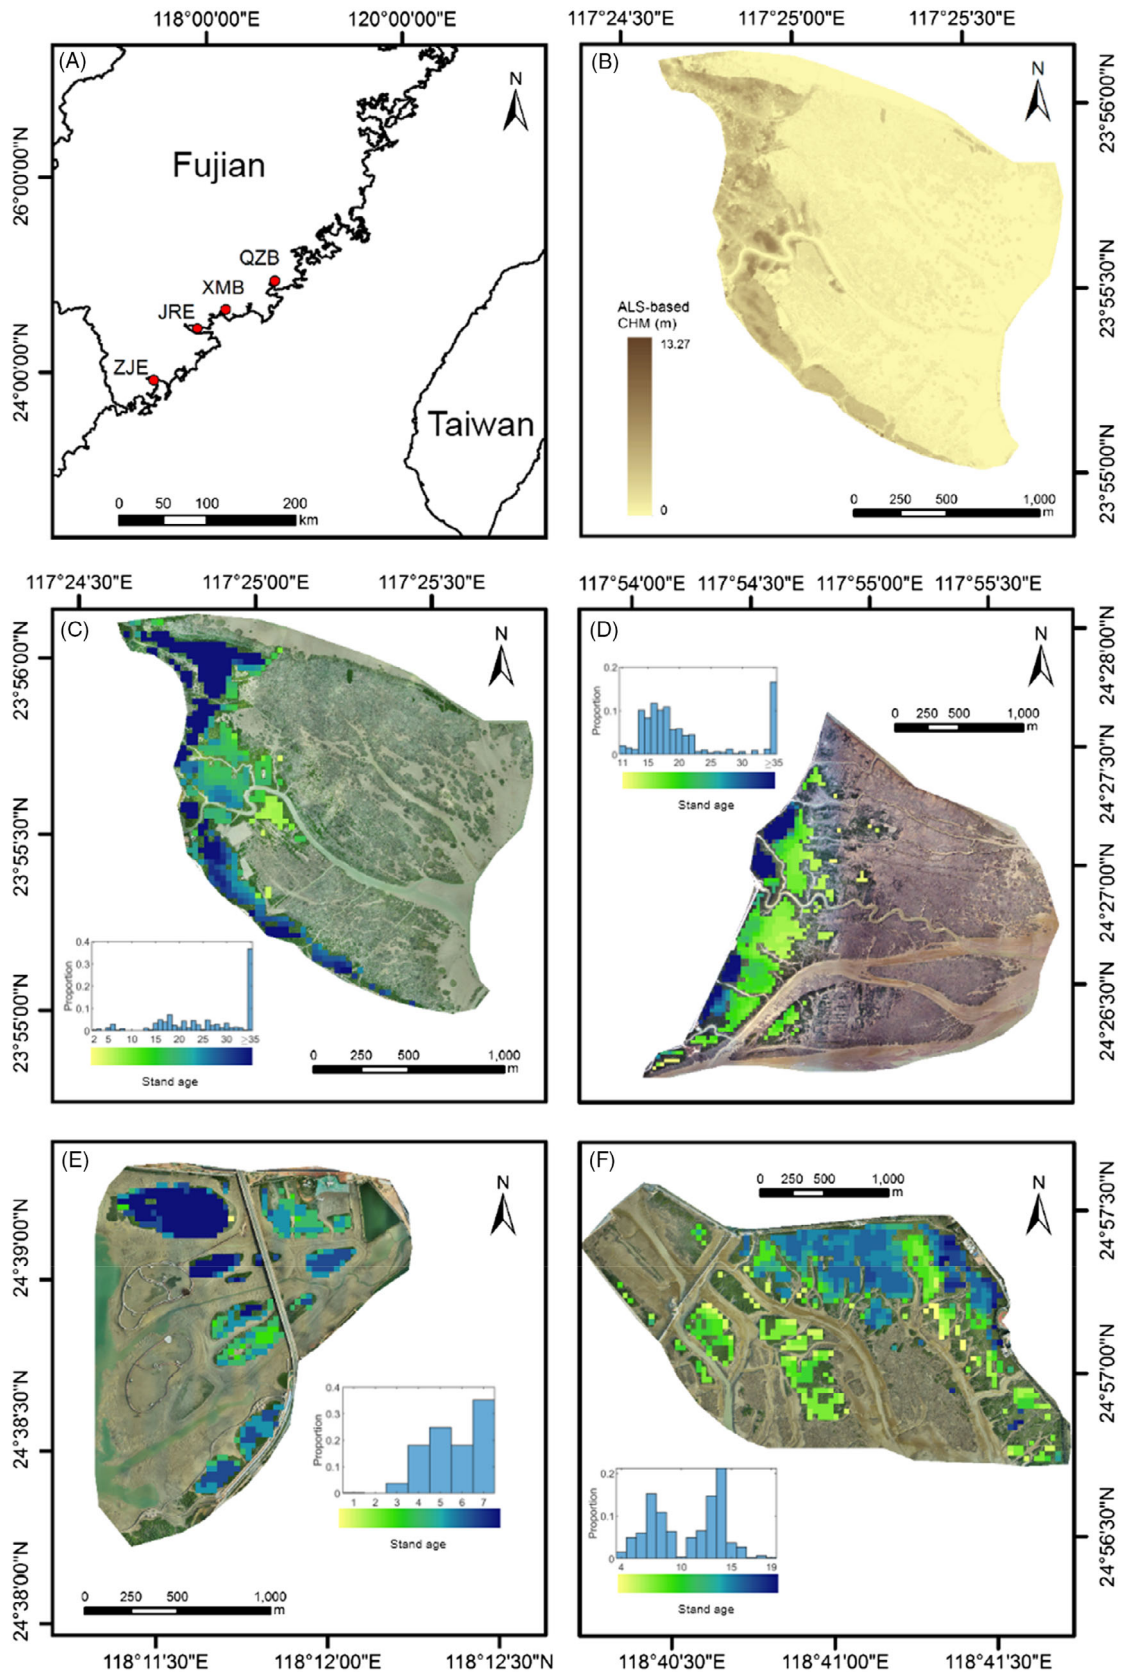 118°00'00"E 120°00'00"E
(A)
N
26°00'00"N
24°00'00"N
Fujian
QZB
XMB
JRE
ZJE
Taiwan
0 50 100 200
km
117°24'30"E 117°25'00"E 117°25'30"E
(B)
N
23°56'00"N
23°55'30"N
23°55'00"N
ALS-based
CHM (m)
13.27
0
0 250 500 1,000
m
117°24'30"E 117°25'00"E 117°25'30"E
(C)
N
23°56'00"N
23°55'30"N
23°55'00"N
Proportion
0.4
0.3
0.2
0.1
0
2 5 10 15 20 25 30 ≥35
Stand age
0 250 500 1,000
m
117°54'00"E 117°54'30"E 117°55'00"E 117°55'30"E
(D)
N
24°28'00"N
24°27'30"N
24°27'00"N
24°26'30"N
Proportion
0.2
0.1
0
11 15 20 25 30 ≥35
Stand age
0 250 500 1,000
m
(E)
N
24°39'00"N
24°38'30"N
24°38'00"N
Proportion
0.4
0.3
0.2
0.1
0
1 2 3 4 5 6 7
Stand age
0 250 500 1,000
m
118°11'30"E 118°12'00"E 118°12'30"N
(F)
N
0 250 500 1,000
m
24°57'30"N
24°57'00"N
24°56'30"N
Proportion
0.2
0.1
0
4 10 15 19
Stand age
118°40'30"E 118°41'00"E 118°41'30"E